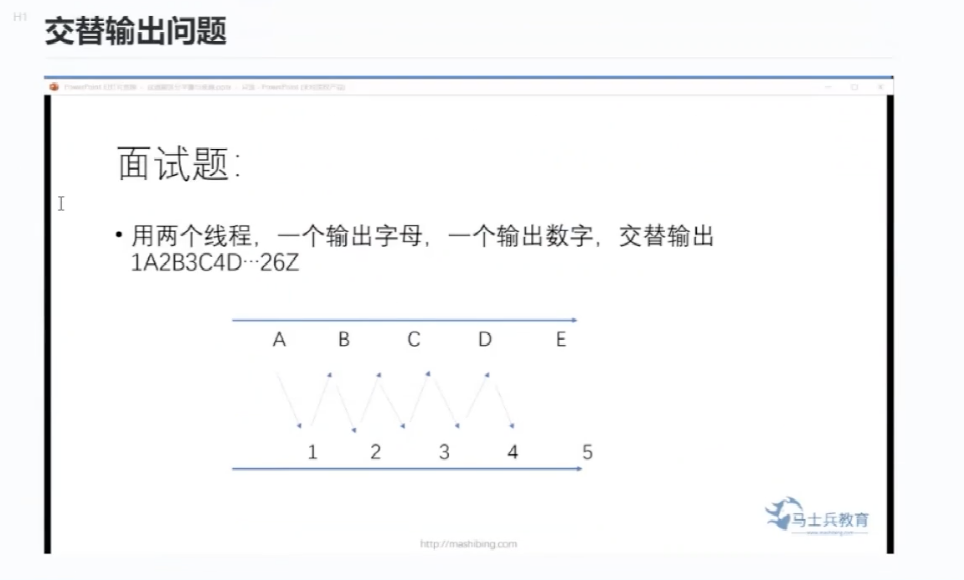 H1
交替输出问题
面试题:
• 用两个线程，一个输出字母，一个输出数字，交替输出
1A2B3C4D…26Z
A B C D E
1 2 3 4 5
马士兵教育
http://mashibing.com